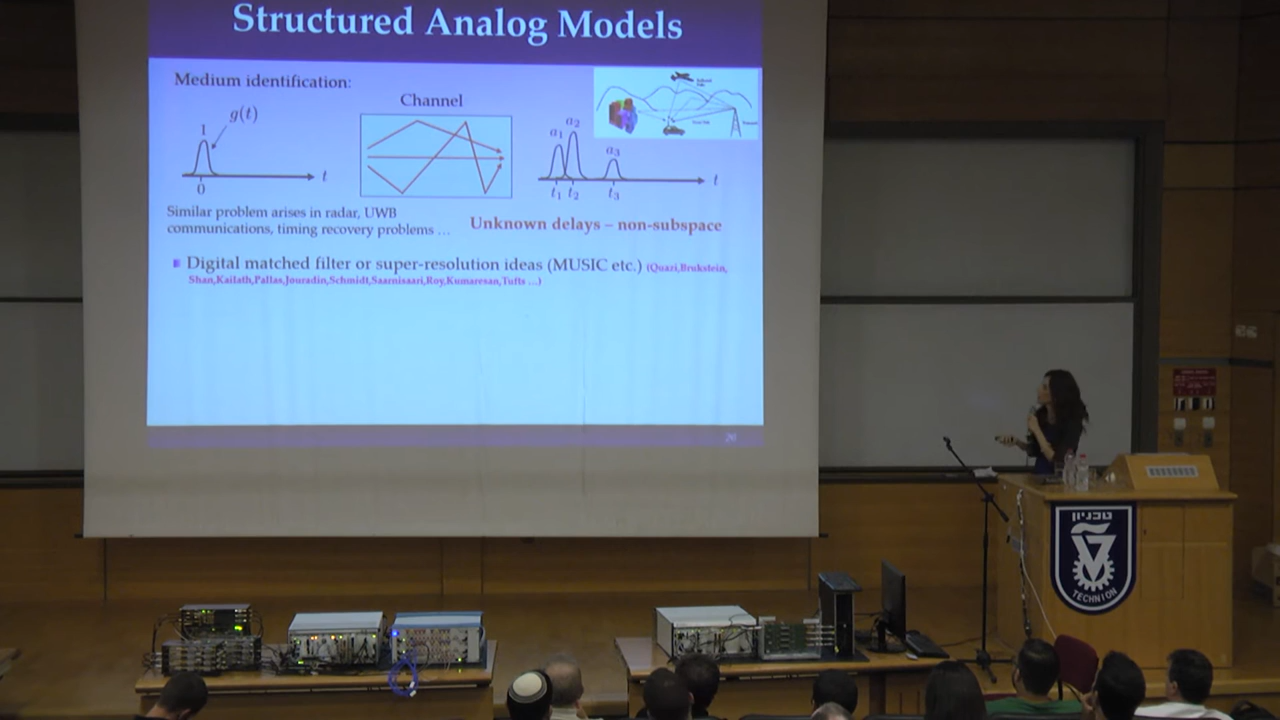 Structured Analog Models
Medium identification:
Channel
g(t)
1
0
t
a1
a2
a3
t1 t2
t3
t
Similar problem arises in radar, UWB
communications, timing recovery problems ...
Unknown delays – non-subspace
Digital matched filter or super-resolution ideas (MUSIC etc.) (Quazi,Brukstein,
Shan,Kailath,Pallas,Jouradin,Schmidt,Saarnisaari,Roy,Kumaresan,Tufts ...)
20
טכניון
TECHNION